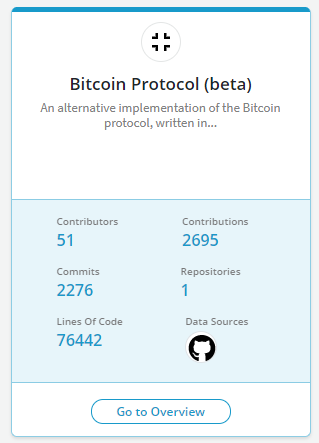 Bitcoin Protocol (beta)
An alternative implementation of the Bitcoin
protocol, written in...
Contributors
51
Contributions
2695
Commits
2276
Repositories
1
Lines Of Code
76442
Data Sources
Go to Overview